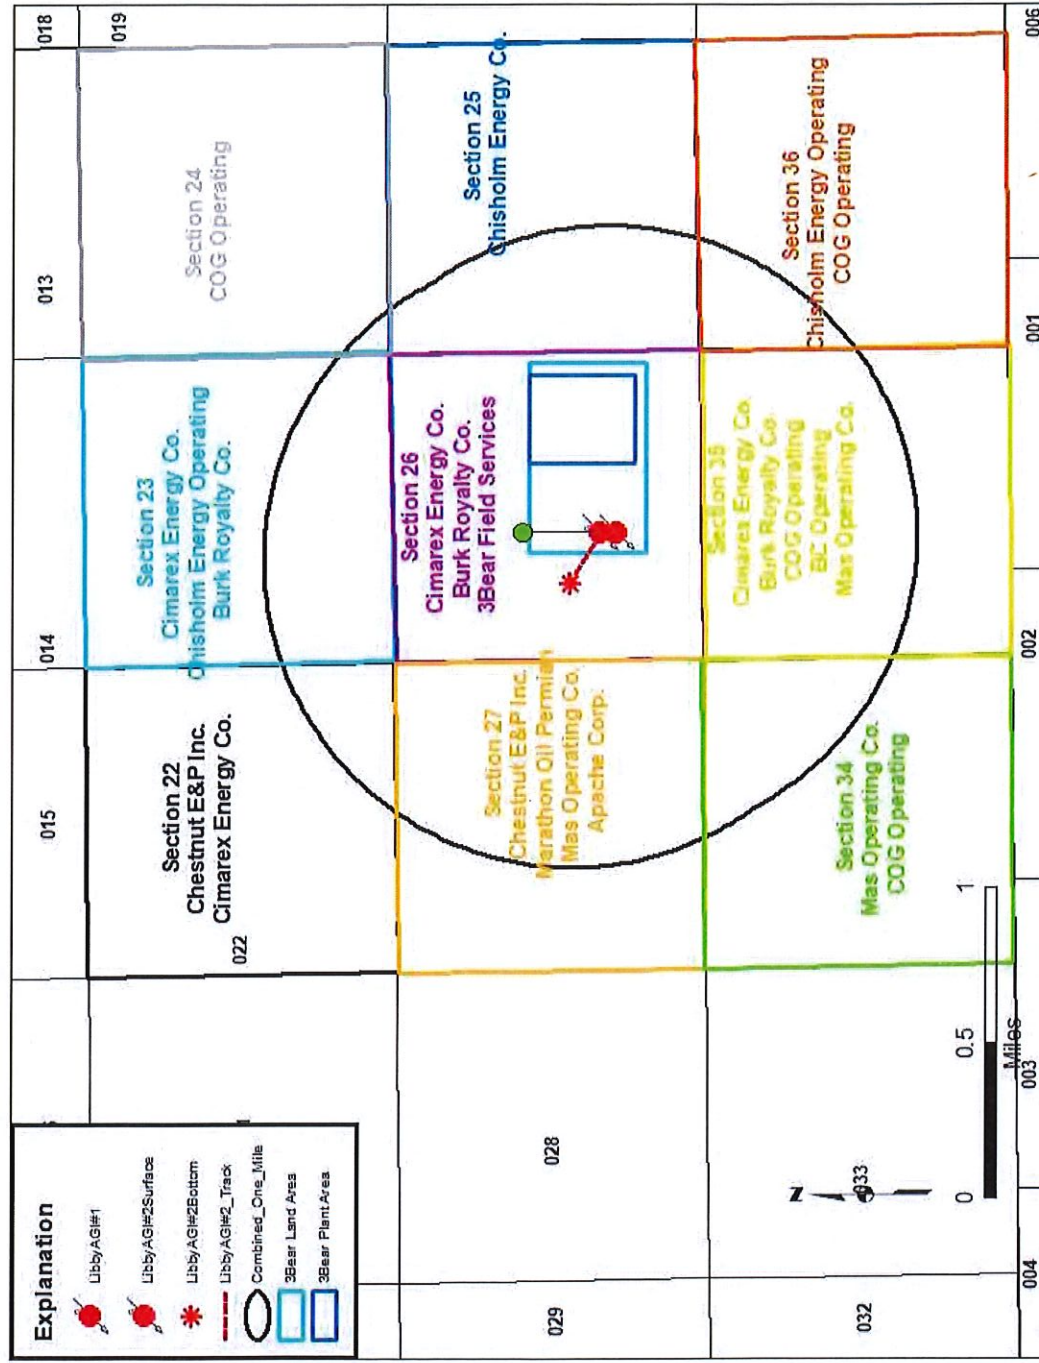 Explanation
LibbyAGI#1
LibbyAGI#2Surface
LibbyAGI#2Bottom
LibbyAGI#2_Track
Combined_One_Mile
3Bear Land Area
3Bear Plant Area
015
014
013
018
019
022
Section 22
Chestnut E&P Inc.
Cimarex Energy Co.
Section 23
Cimarex Energy Co.
Chisholm Energy Operating
Burk Royalty Co.
Section 24
COG Operating
029
028
Section 27
Chestnut E&P Inc.
Marathon Oil Permian
Mas Operating Co.
Apache Corp.
Section 26
Cimarex Energy Co.
Burk Royalty Co.
3Bear Field Services
Section 25
Chisholm Energy Co.
032
033
N
Section 34
Mas Operating Co.
COG Operating
Section 35
Cimarex Energy Co.
Burk Royalty Co.
COG Operating
BC Operating
Mas Operating Co.
Section 36
Chisholm Energy Operating
COG Operating
0
0.5
1
Miles
004
003
002
001
006